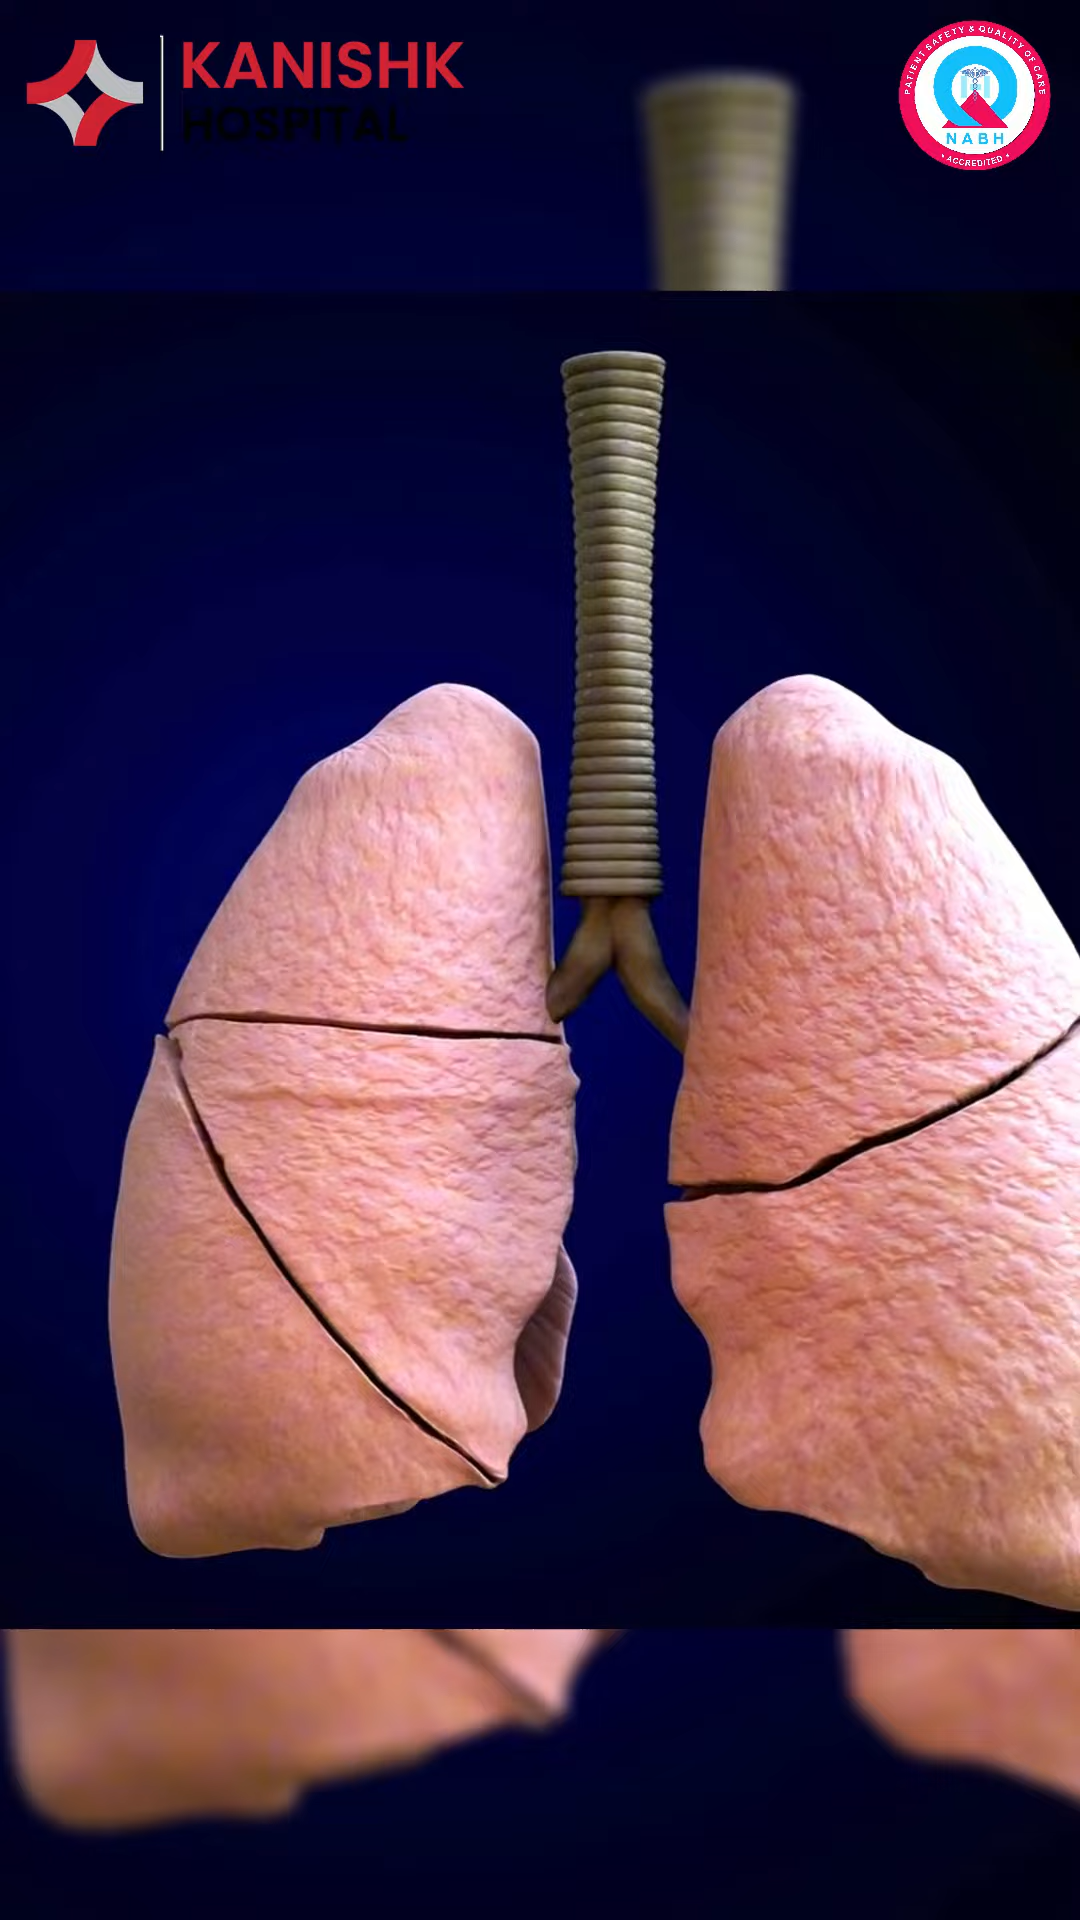 KANISHK
HOSPITAL
PATIENT SAFETY & QUALITY OF CARE
NABH
• ACCREDITED •